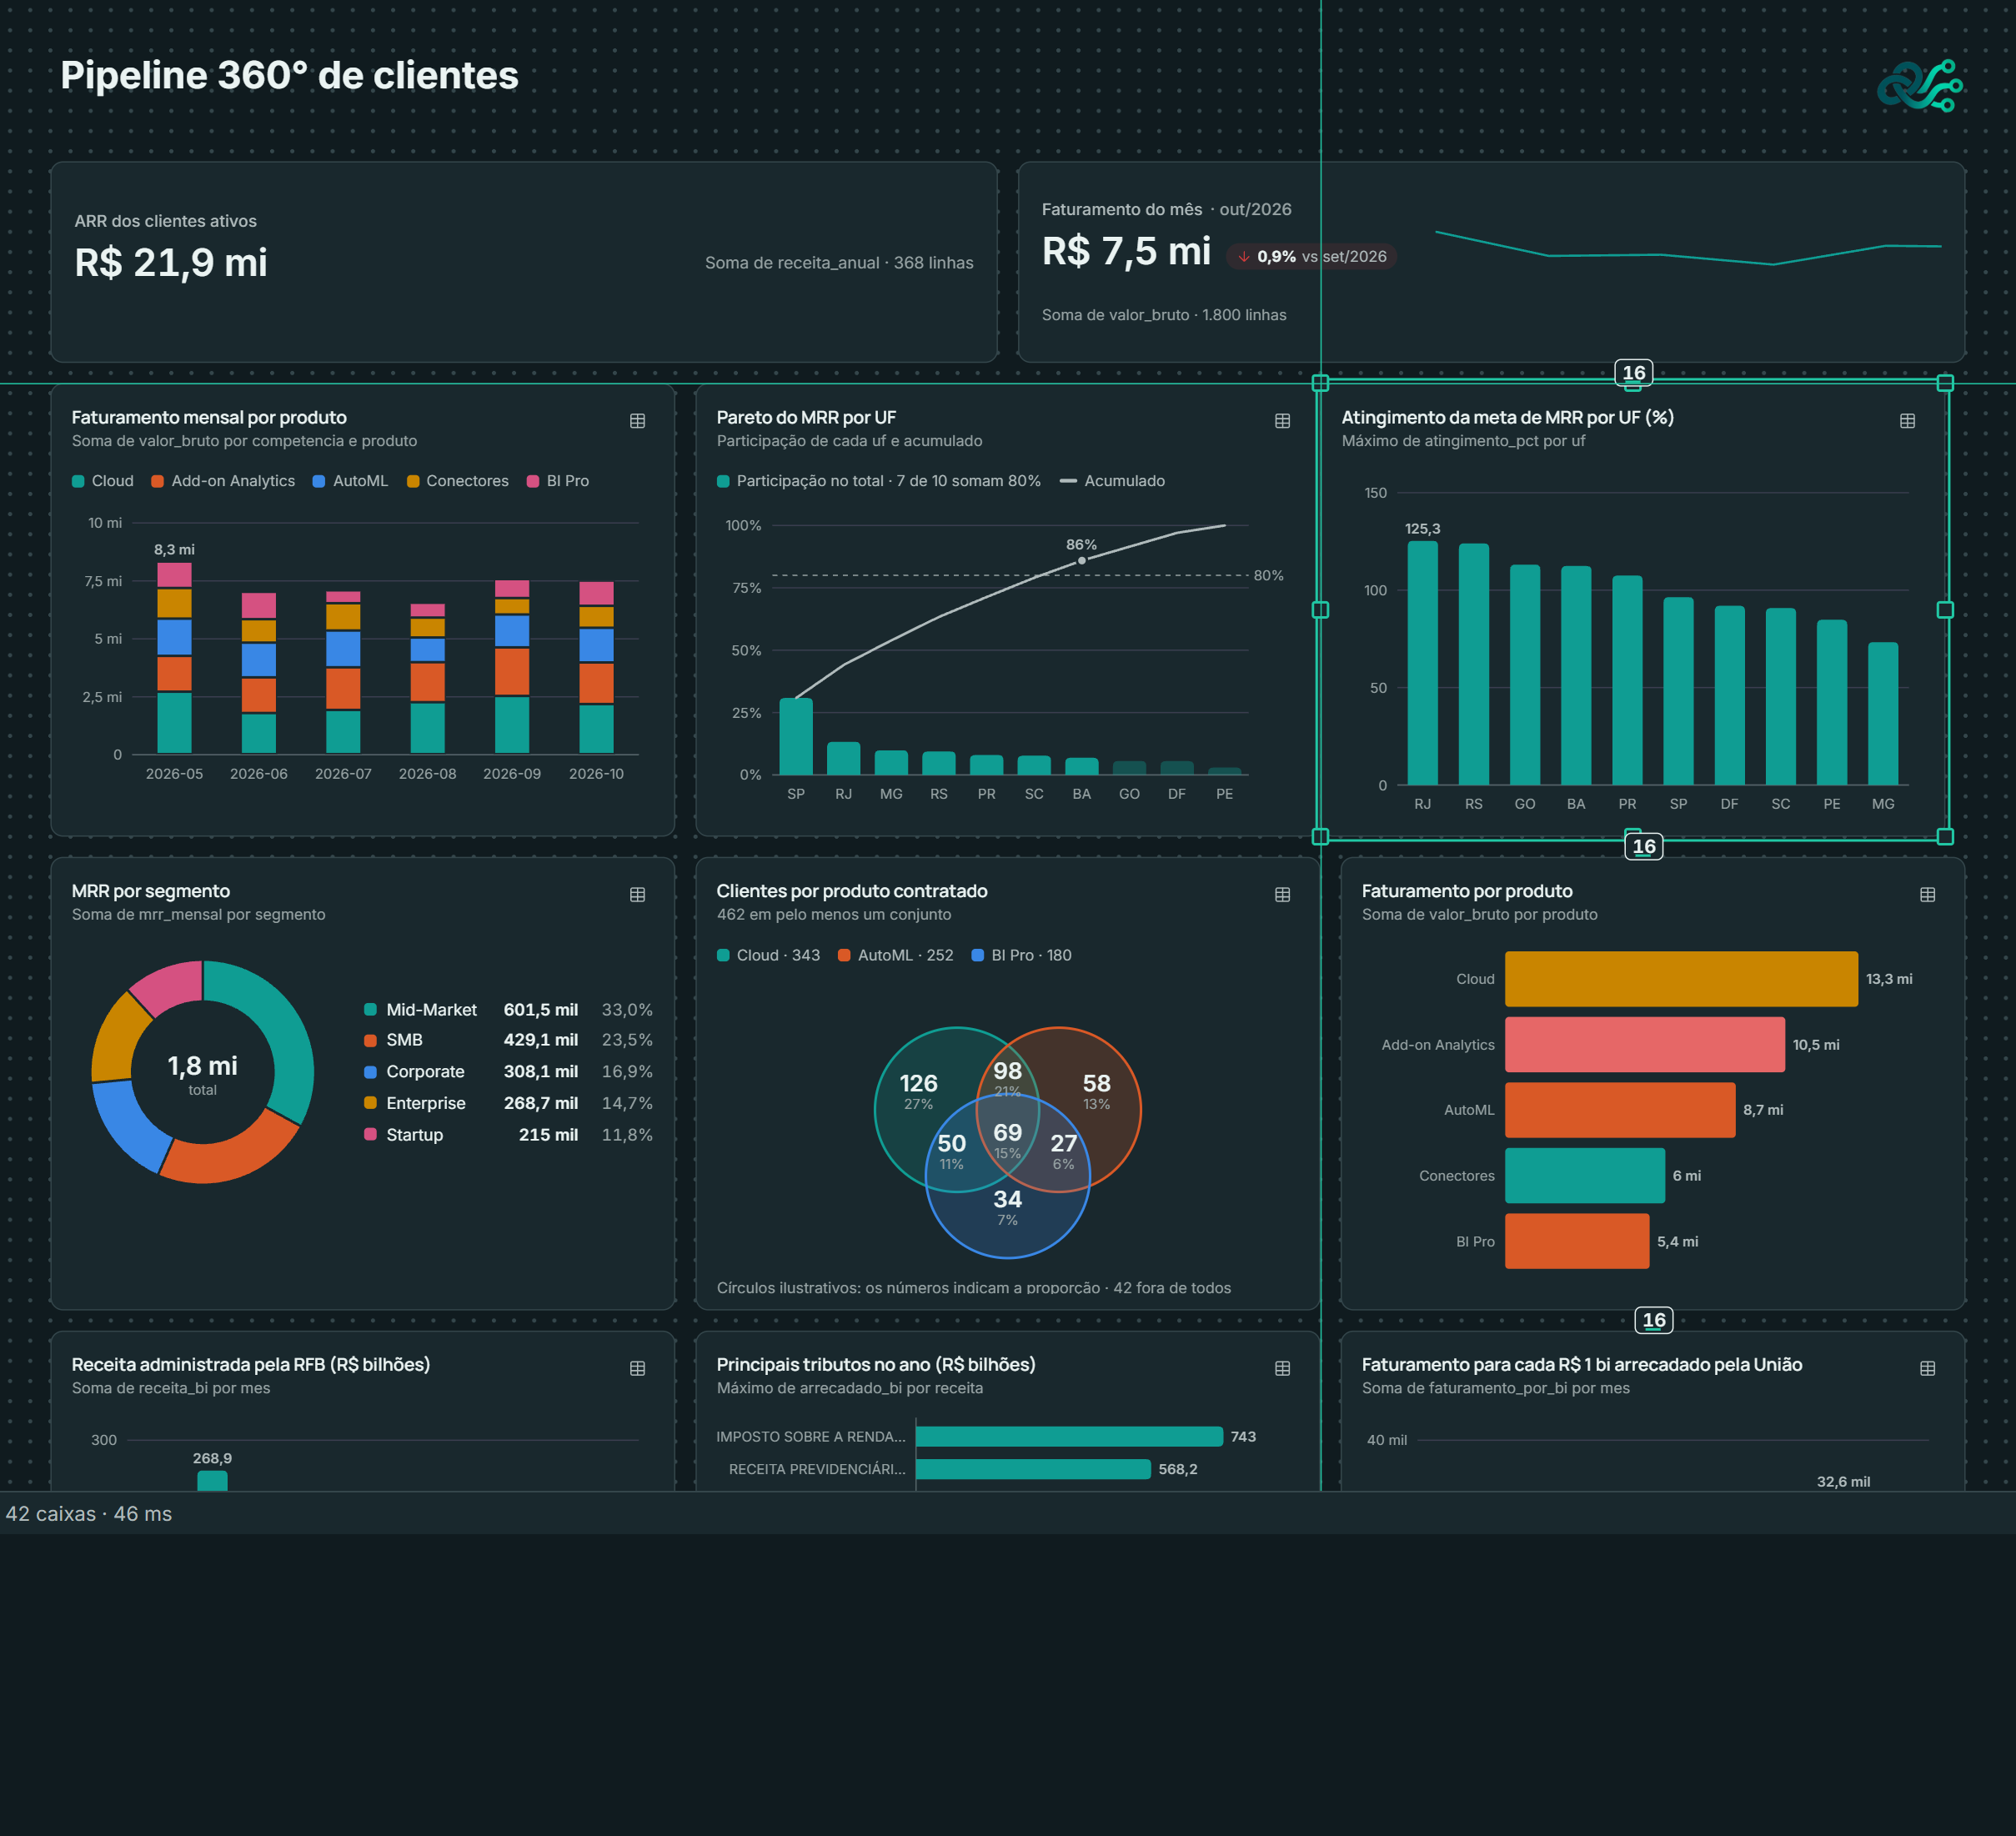 Pipeline 360° de clientes
ARR dos clientes ativos
R$ 21,9 mi
Soma de receita_anual · 368 linhas
Faturamento do mês · out/2026
R$ 7,5 mi
↓ 0,9% vs set/2026
Soma de valor_bruto · 1.800 linhas
16
Faturamento mensal por produto
Soma de valor_bruto por competencia e produto
Cloud Add-on Analytics AutoML Conectores BI Pro
10 mi
8,3 mi
7,5 mi
5 mi
2,5 mi
0
2026-05 2026-06 2026-07 2026-08 2026-09 2026-10
Pareto do MRR por UF
Participação de cada uf e acumulado
Participação no total · 7 de 10 somam 80% Acumulado
100%
86%
80%
75%
50%
25%
0%
SP RJ MG RS PR SC BA GO DF PE
Atingimento da meta de MRR por UF (%)
Máximo de atingimento_pct por uf
150
125,3
100
50
0
RJ RS GO BA PR SP DF SC PE MG
16
MRR por segmento
Soma de mrr_mensal por segmento
1,8 mi
total
Mid-Market 601,5 mil 33,0%
SMB 429,1 mil 23,5%
Corporate 308,1 mil 16,9%
Enterprise 268,7 mil 14,7%
Startup 215 mil 11,8%
Clientes por produto contratado
462 em pelo menos um conjunto
Cloud · 343 AutoML · 252 BI Pro · 180
126
27%
98
21%
58
13%
50
11%
69
15%
27
6%
34
7%
Círculos ilustrativos: os números indicam a proporção · 42 fora de todos
Faturamento por produto
Soma de valor_bruto por produto
Cloud 13,3 mi
Add-on Analytics 10,5 mi
AutoML 8,7 mi
Conectores 6 mi
BI Pro 5,4 mi
16
Receita administrada pela RFB (R$ bilhões)
Soma de receita_bi por mes
300
268,9
Principais tributos no ano (R$ bilhões)
Máximo de arrecadado_bi por receita
IMPOSTO SOBRE A RENDA... 743
RECEITA PREVIDENCIÁRI... 568,2
Faturamento para cada R$ 1 bi arrecadado pela União
Soma de faturamento_por_bi por mes
40 mil
32,6 mil
42 caixas · 46 ms